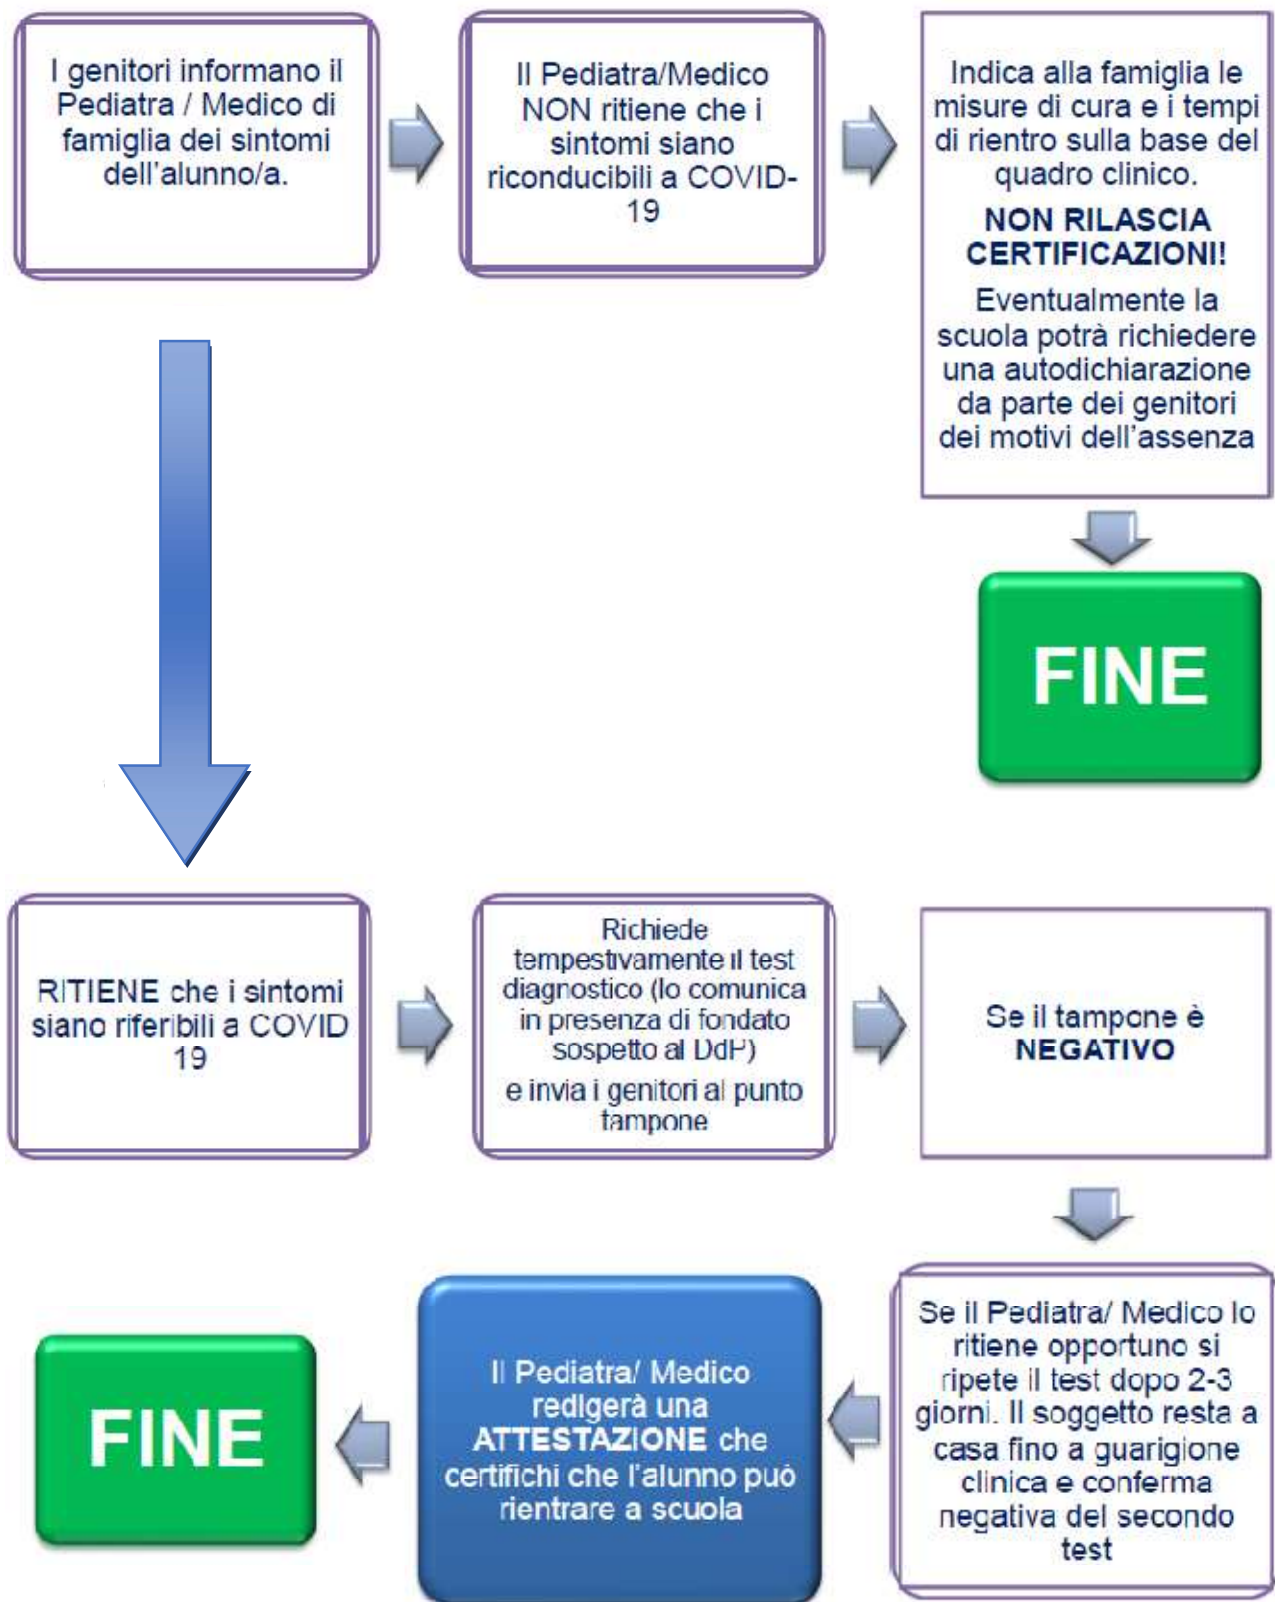 I genitori informano il
Pediatra / Medico di
famiglia dei sintomi
dell'alunno/a.
Il Pediatra/Medico
NON ritiene che i
sintomi siano
riconducibili a COVID-
19
Indica alla famiglia le
misure di cura e i tempi
di rientro sulla base del
quadro clinico.
NON RILASCIA
CERTIFICAZIONI!
Eventualmente la
scuola potrà richiedere
una autodichiarazione
da parte dei genitori
dei motivi dell'assenza
FINE
RITIENE che i sintomi
siano riferibili a COVID
19
Richiede
tempestivamente il test
diagnostico (lo comunica
in presenza di fondato
sospetto al DdP)
e invia i genitori al punto
tampone
Se il tampone è
NEGATIVO
Se il Pediatra/ Medico lo
ritiene opportuno si
ripete il test dopo 2-3
giorni. Il soggetto resta a
casa fino a guarigione
clinica e conferma
negativa del secondo
test
Il Pediatra/ Medico
redigerà una
ATTESTAZIONE che
certifichi che l'alunno può
rientrare a scuola
FINE